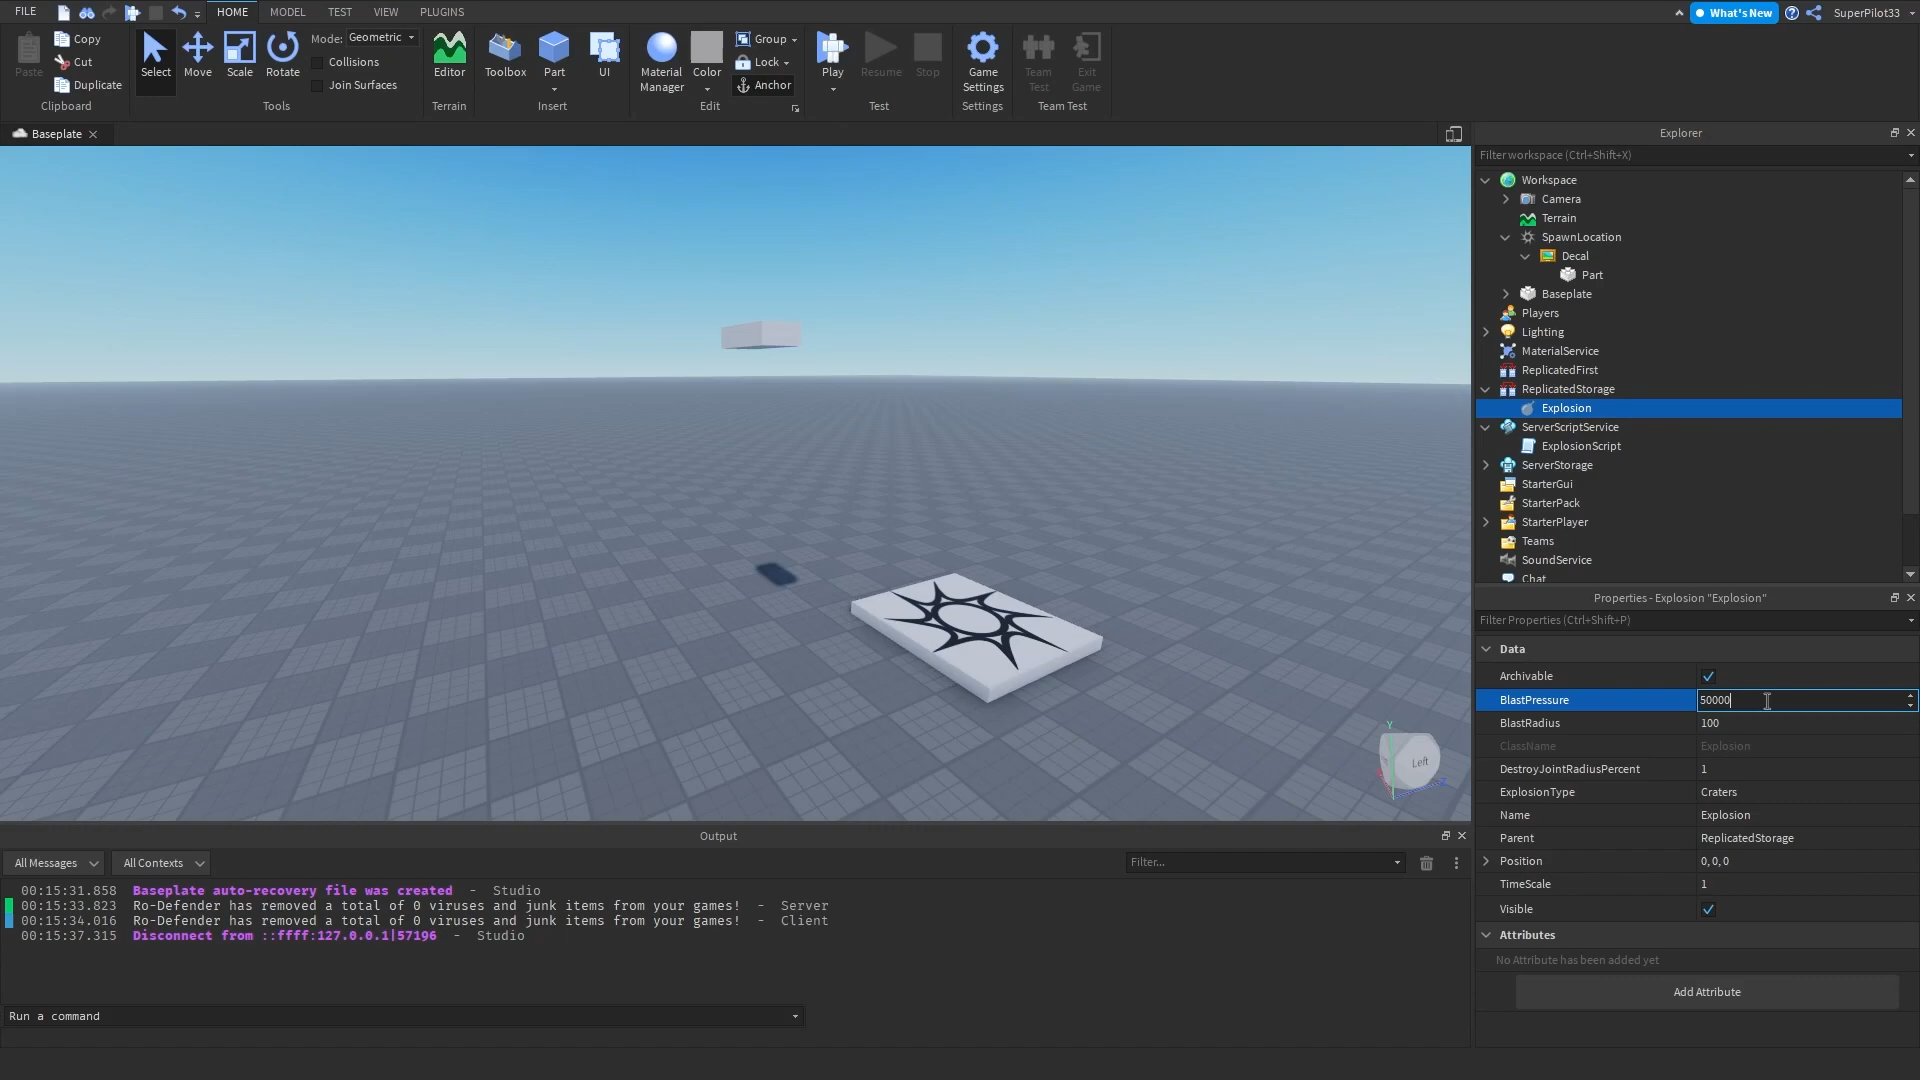 FILE HOME MODEL TEST VIEW PLUGINS What's New SuperPilot33
Paste Copy Cut Duplicate Clipboard
Select Move Scale Rotate Mode: Geometric Collisions Join Surfaces Tools
Editor Terrain
Toolbox Part UI Insert
Material Manager Color Group Lock Anchor Edit
Play Resume Stop Test
Game Settings Settings
Team Test Exit Game Team Test
Baseplate
Left
Y
Z
Explorer
Filter workspace (Ctrl+Shift+X)
Workspace
Camera
Terrain
SpawnLocation
Decal
Part
Baseplate
Players
Lighting
MaterialService
ReplicatedFirst
ReplicatedStorage
Explosion
ServerScriptService
ExplosionScript
ServerStorage
StarterGui
StarterPack
StarterPlayer
Teams
SoundService
Chat
Properties - Explosion "Explosion"
Filter Properties (Ctrl+Shift+P)
Data
Archivable
BlastPressure 50000
BlastRadius 100
ClassName Explosion
DestroyJointRadiusPercent 1
ExplosionType Craters
Name Explosion
Parent ReplicatedStorage
Position 0, 0, 0
TimeScale 1
Visible
Attributes
No Attribute has been added yet
Add Attribute
Output
All Messages All Contexts Filter...
00:15:31.858 Baseplate auto-recovery file was created - Studio
00:15:33.823 Ro-Defender has removed a total of 0 viruses and junk items from your games! - Server
00:15:34.016 Ro-Defender has removed a total of 0 viruses and junk items from your games! - Client
00:15:37.315 Disconnect from ::ffff:127.0.0.1|57196 - Studio
Run a command